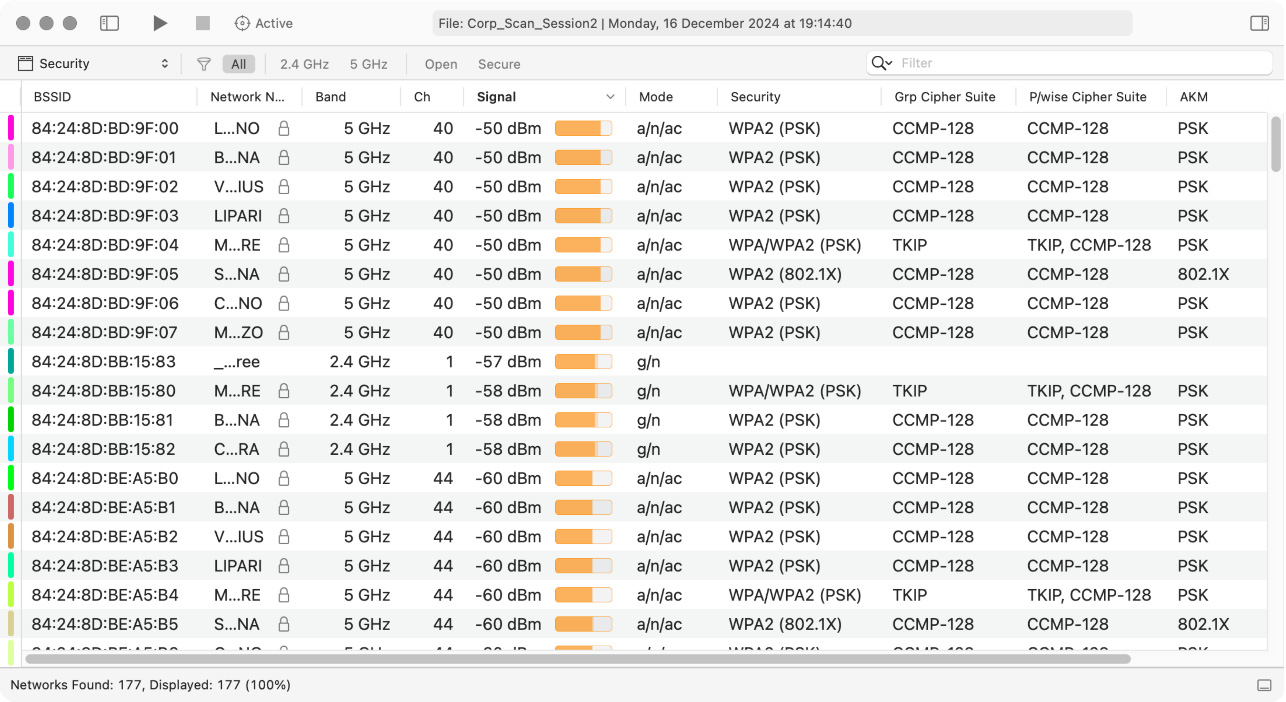 Active File: Corp_Scan_Session2 | Monday, 16 December 2024 at 19:14:40
Security All 2.4 GHz 5 GHz Open Secure Filter
BSSID Network N... Band Ch Signal Mode Security Grp Cipher Suite P/wise Cipher Suite AKM
84:24:8D:BD:9F:00 L...NO 5 GHz 40 -50 dBm a/n/ac WPA2 (PSK) CCMP-128 CCMP-128 PSK
84:24:8D:BD:9F:01 B...NA 5 GHz 40 -50 dBm a/n/ac WPA2 (PSK) CCMP-128 CCMP-128 PSK
84:24:8D:BD:9F:02 V...IUS 5 GHz 40 -50 dBm a/n/ac WPA2 (PSK) CCMP-128 CCMP-128 PSK
84:24:8D:BD:9F:03 LIPARI 5 GHz 40 -50 dBm a/n/ac WPA2 (PSK) CCMP-128 CCMP-128 PSK
84:24:8D:BD:9F:04 M...RE 5 GHz 40 -50 dBm a/n/ac WPA/WPA2 (PSK) TKIP TKIP, CCMP-128 PSK
84:24:8D:BD:9F:05 S...NA 5 GHz 40 -50 dBm a/n/ac WPA2 (802.1X) CCMP-128 CCMP-128 802.1X
84:24:8D:BD:9F:06 C...NO 5 GHz 40 -50 dBm a/n/ac WPA2 (PSK) CCMP-128 CCMP-128 PSK
84:24:8D:BD:9F:07 M...ZO 5 GHz 40 -50 dBm a/n/ac WPA2 (PSK) CCMP-128 CCMP-128 PSK
84:24:8D:BB:15:83 _...ree 2.4 GHz 1 -57 dBm g/n
84:24:8D:BB:15:80 M...RE 2.4 GHz 1 -58 dBm g/n WPA/WPA2 (PSK) TKIP TKIP, CCMP-128 PSK
84:24:8D:BB:15:81 B...NA 2.4 GHz 1 -58 dBm g/n WPA2 (PSK) CCMP-128 CCMP-128 PSK
84:24:8D:BB:15:82 C...RA 2.4 GHz 1 -58 dBm g/n WPA2 (PSK) CCMP-128 CCMP-128 PSK
84:24:8D:BE:A5:B0 L...NO 5 GHz 44 -60 dBm a/n/ac WPA2 (PSK) CCMP-128 CCMP-128 PSK
84:24:8D:BE:A5:B1 B...NA 5 GHz 44 -60 dBm a/n/ac WPA2 (PSK) CCMP-128 CCMP-128 PSK
84:24:8D:BE:A5:B2 V...IUS 5 GHz 44 -60 dBm a/n/ac WPA2 (PSK) CCMP-128 CCMP-128 PSK
84:24:8D:BE:A5:B3 LIPARI 5 GHz 44 -60 dBm a/n/ac WPA2 (PSK) CCMP-128 CCMP-128 PSK
84:24:8D:BE:A5:B4 M...RE 5 GHz 44 -60 dBm a/n/ac WPA/WPA2 (PSK) TKIP TKIP, CCMP-128 PSK
84:24:8D:BE:A5:B5 S...NA 5 GHz 44 -60 dBm a/n/ac WPA2 (802.1X) CCMP-128 CCMP-128 802.1X
Networks Found: 177, Displayed: 177 (100%)